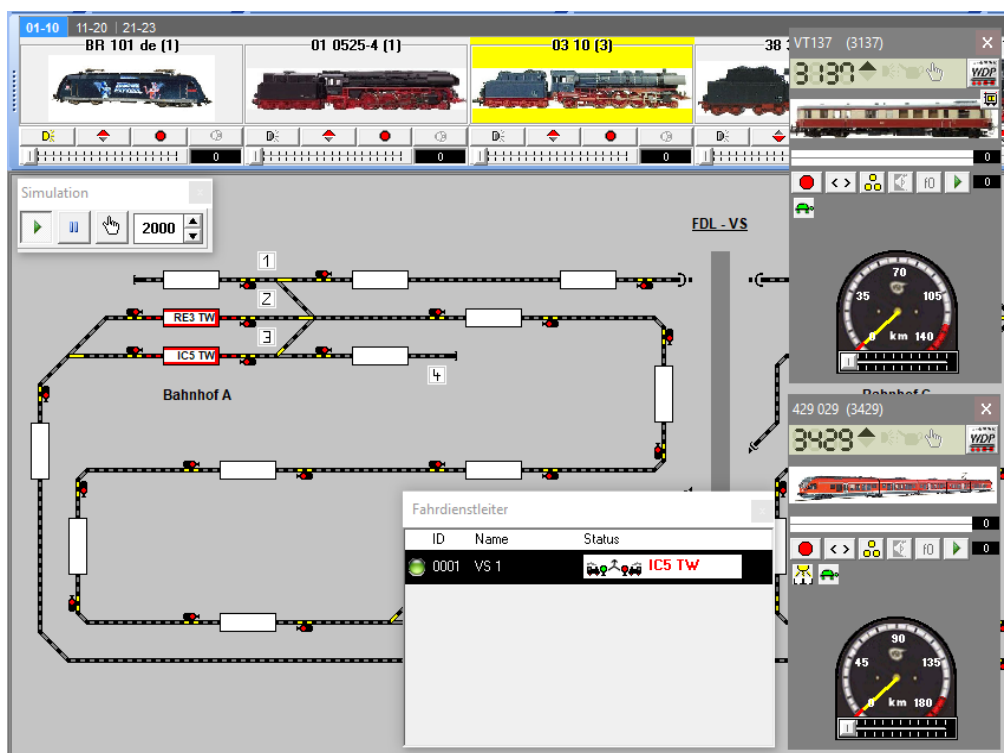 01-10 11-20 21-23
BR 101 de (1)
01 0525-4 (1)
03 10 (3)
38
0
0
0
VT137 (3137)
3137
WDP
0
f0
0
70
35
105
0
km 140
Simulation
2000
FDL - VS
1
2
RE3 TW
3
IC5 TW
4
Bahnhof A
429 029 (3429)
3429
WDP
0
f0
0
90
45
135
0
km 180
Fahrdienstleiter
ID Name Status
0001 VS 1 IC5 TW